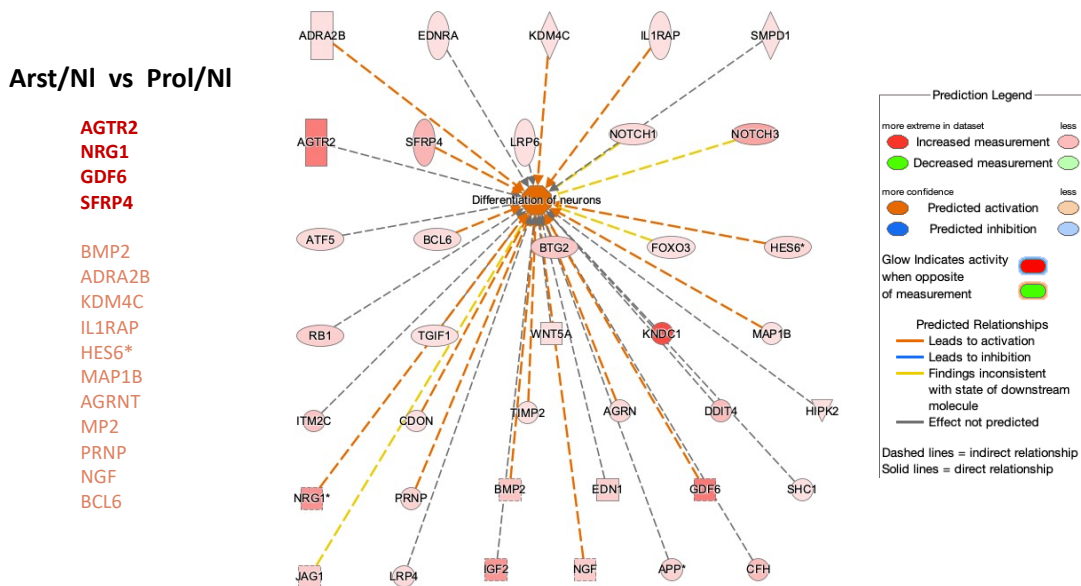 Arst/Nl vs Prol/Nl
AGTR2
NRG1
GDF6
SFRP4
BMP2
ADRA2B
KDM4C
IL1RAP
HES6*
MAP1B
AGRNT
MP2
PRNP
NGF
BCL6
ADRA2B EDNRA KDM4C IL1RAP SMPD1
AGTR2 SFRP4 LRP6 NOTCH1 NOTCH3
Differentiation of neurons
ATF5 BCL6 BTG2 FOXO3 HES6*
RB1 TGIF1 WNT5A KNDC1 MAP1B
ITM2C CDON TIMP2 AGRN DDIT4 HIPK2
NRG1* PRNP BMP2 EDN1 GDF6 SHC1
JAG1 LRP4 IGF2 NGF APP* CFH
Prediction Legend
more extreme in dataset less
Increased measurement
Decreased measurement
more confidence less
Predicted activation
Predicted inhibition
Glow Indicates activity
when opposite
of measurement
Predicted Relationships
Leads to activation
Leads to inhibition
Findings inconsistent
with state of downstream
molecule
Effect not predicted
Dashed lines = indirect relationship
Solid lines = direct relationship